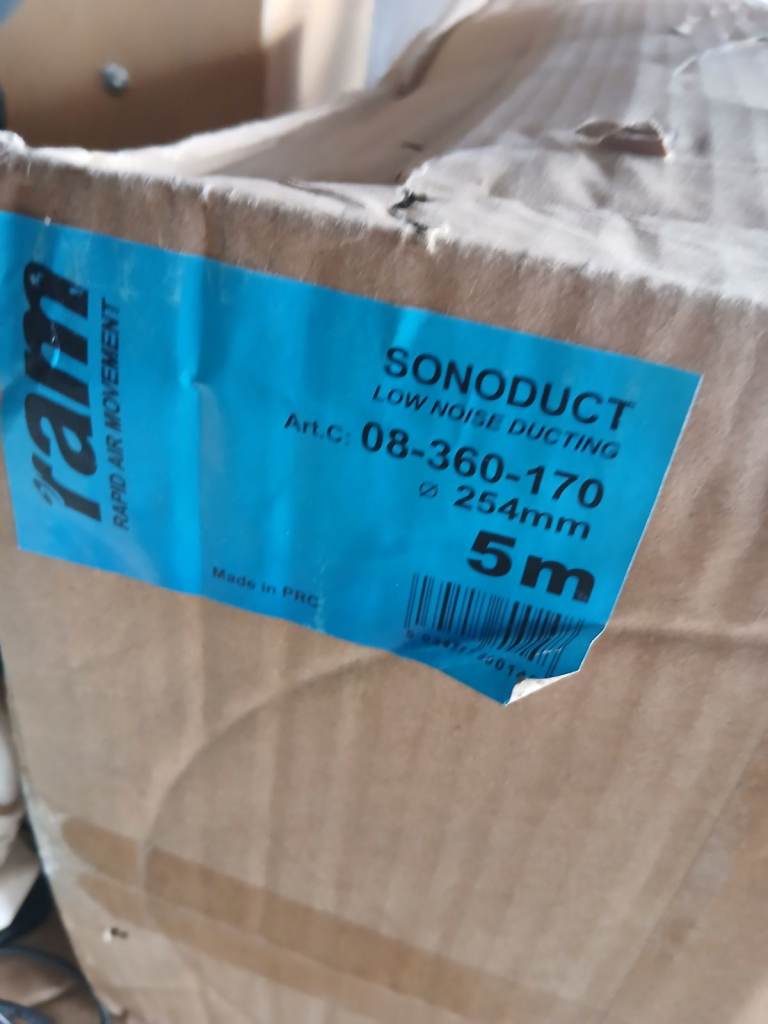 ram
RAPID AIR MOVEMENT
SONODUCT
LOW NOISE DUCTING
Art.C: 08-360-170
Ø 254mm
5m
Made in PRC